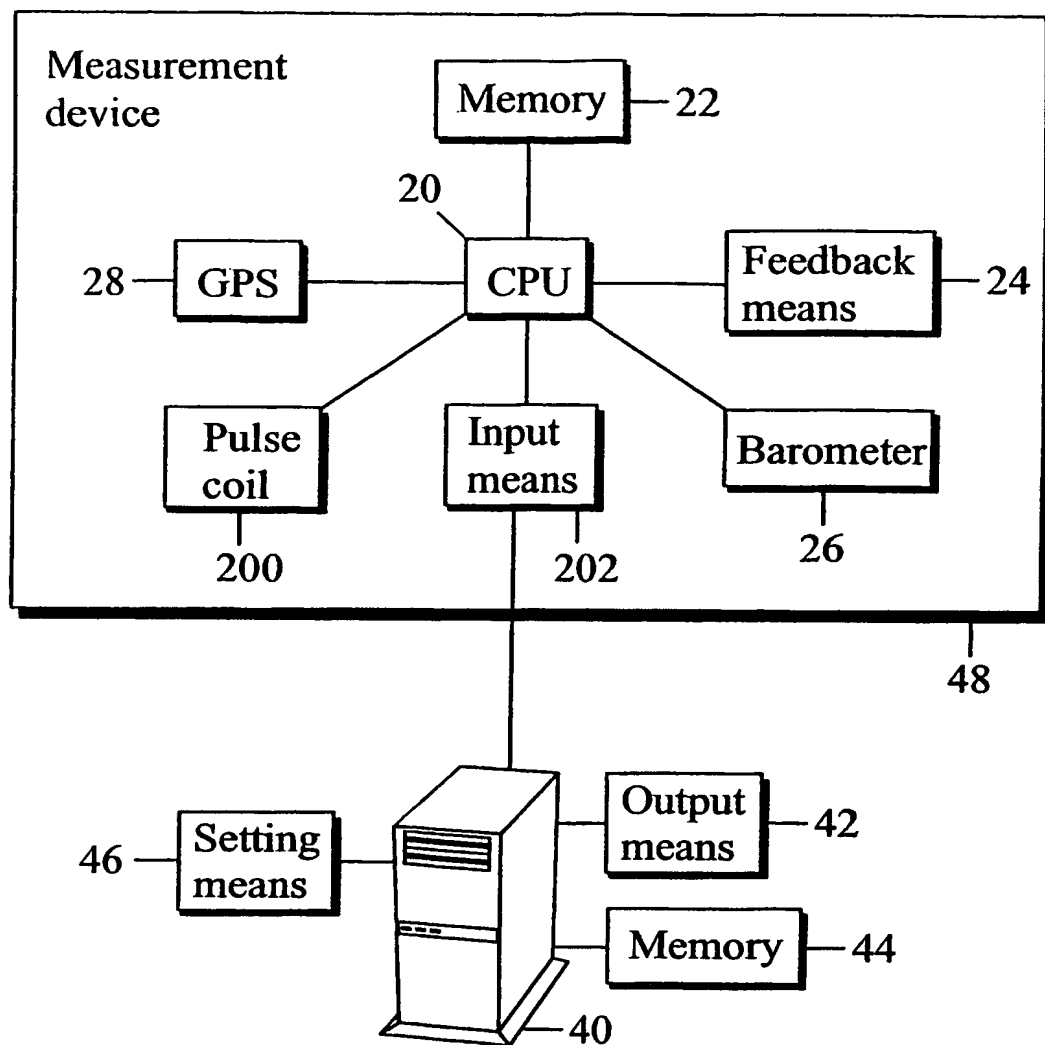 Measurement
device
Memory
22
20
28
GPS
CPU
Feedback
means
24
Pulse
coil
Input
means
Barometer
200
202
26
48
46
Setting
means
Output
means
42
Memory
44
40